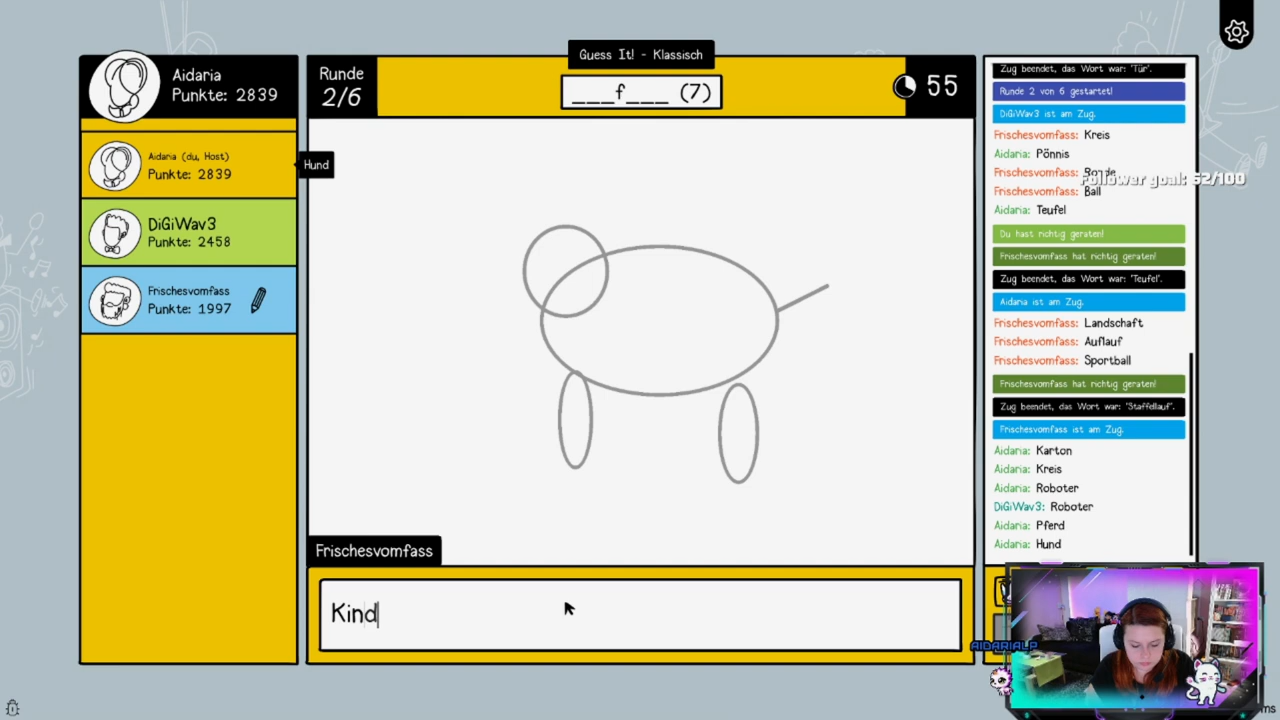 Guess It! - Klassisch
Aidaria
Punkte: 2839
Runde
2/6
___f___ (7)
55
Aidaria (du, Host)
Punkte: 2839
Hund
DiGiWav3
Punkte: 2458
Frischesvomfass
Punkte: 1997
Zug beendet, das Wort war: 'Tür'.
Runde 2 von 6 gestartet!
DiGiWav3 ist am Zug.
Frischesvomfass: Kreis
Aidaria: Pönnis
Frischesvomfass:
Follower goal: 52/100
Frischesvomfass: Ball
Aidaria: Teufel
Du hast richtig geraten!
Frischesvomfass hat richtig geraten!
Zug beendet, das Wort war: 'Teufel'.
Aidaria ist am Zug.
Frischesvomfass: Landschaft
Frischesvomfass: Auflauf
Frischesvomfass: Sportball
Frischesvomfass hat richtig geraten!
Zug beendet, das Wort war: 'Staffellauf'.
Frischesvomfass ist am Zug.
Aidaria: Karton
Aidaria: Kreis
Aidaria: Roboter
DiGiWav3: Roboter
Aidaria: Pferd
Aidaria: Hund
Frischesvomfass
Kind
AIDARIALP
ms